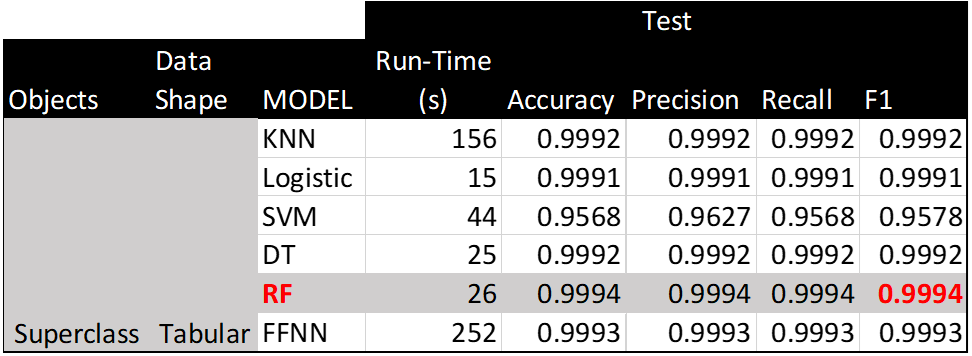 Test
Data Run-Time
Objects Shape MODEL (s) Accuracy Precision Recall F1
KNN 156 0.9992 0.9992 0.9992 0.9992
Logistic 15 0.9991 0.9991 0.9991 0.9991
SVM 44 0.9568 0.9627 0.9568 0.9578
DT 25 0.9992 0.9992 0.9992 0.9992
RF 26 0.9994 0.9994 0.9994 0.9994
Superclass Tabular FFNN 252 0.9993 0.9993 0.9993 0.9993